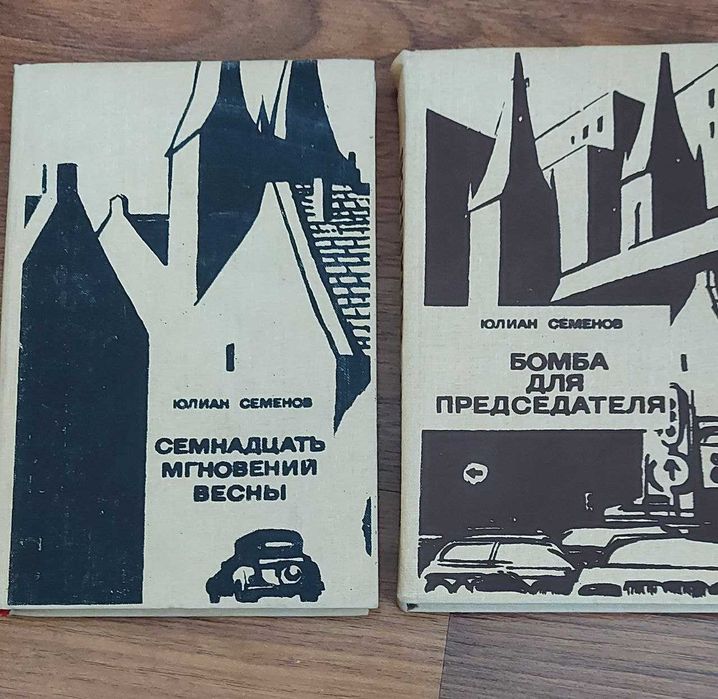 ЮЛИАН СЕМЕНОВ
СЕМНАДЦАТЬ
МГНОВЕНИЙ
ВЕСНЫ
ЮЛИАН СЕМЕНОВ
БОМБА
ДЛЯ
ПРЕДСЕДАТЕЛЯ